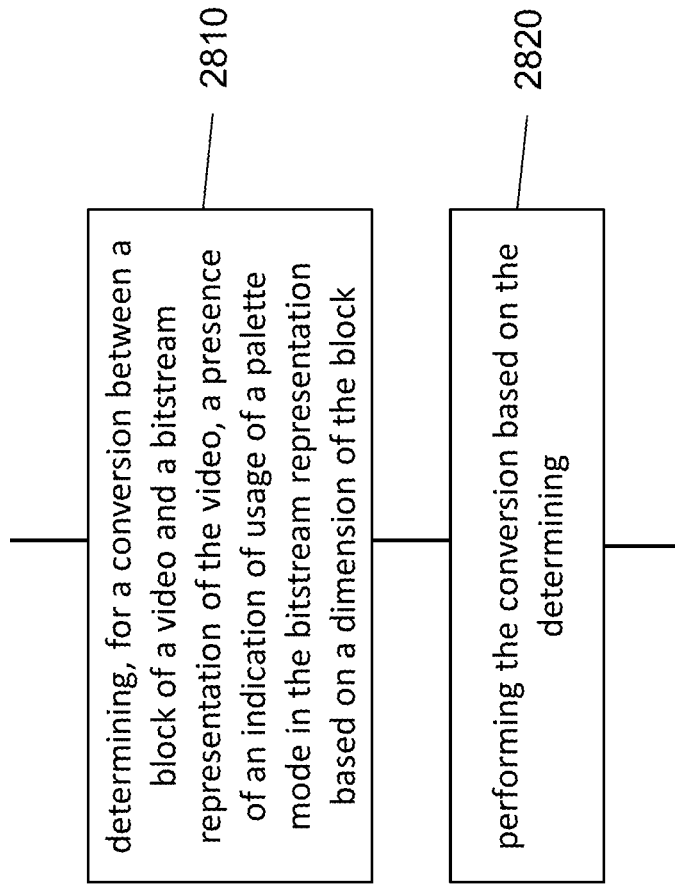 determining, for a conversion between a
block of a video and a bitstream
representation of the video, a presence
of an indication of usage of a palette
mode in the bitstream representation
based on a dimension of the block
2810
performing the conversion based on the
determining
2820